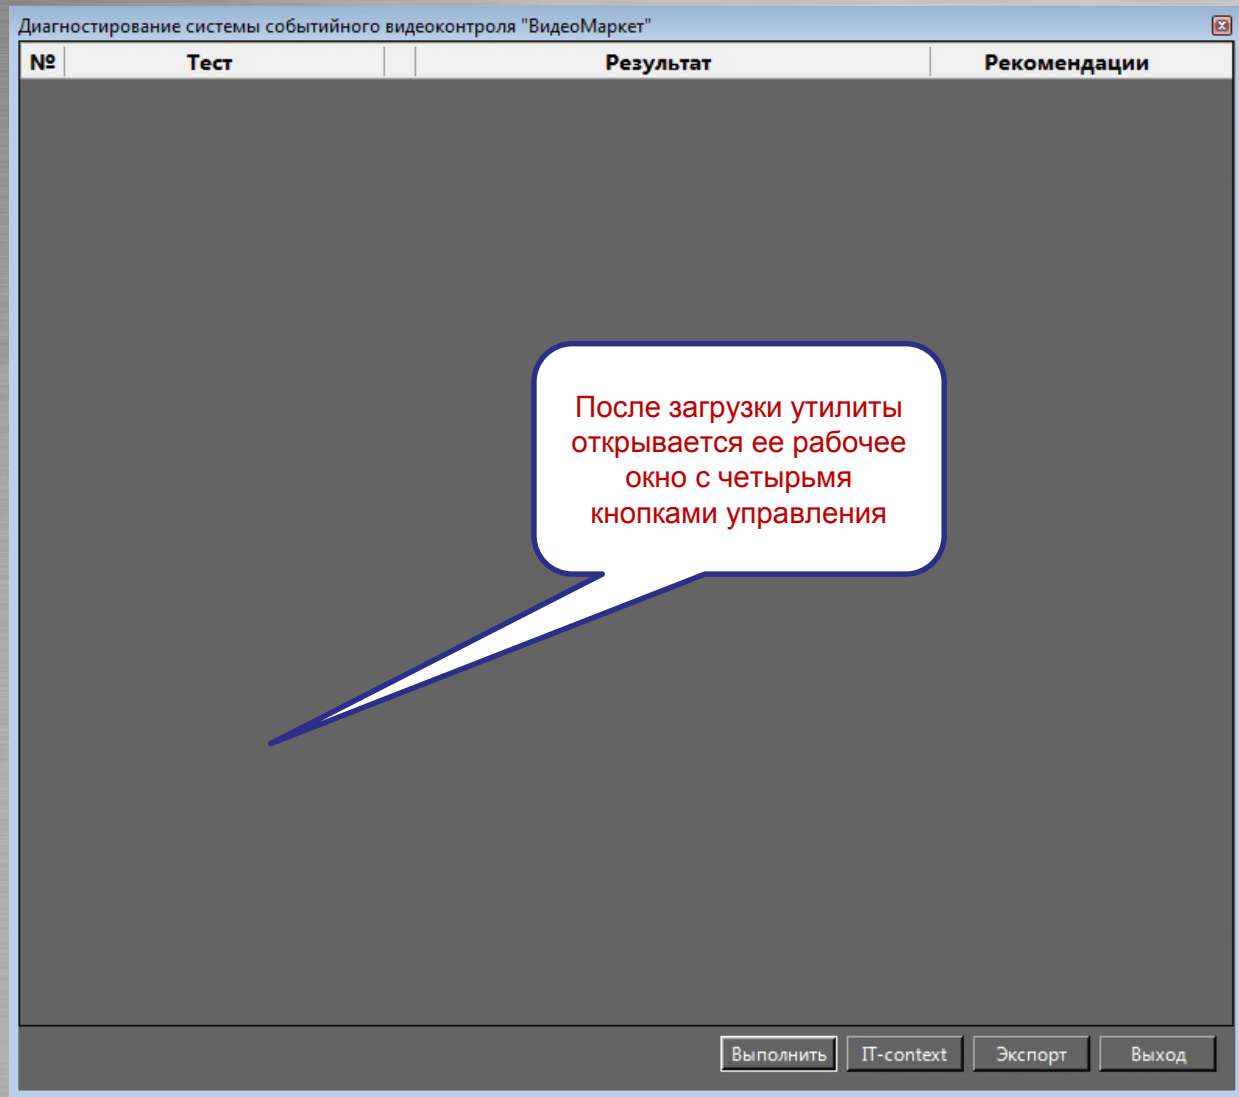 Диагностирование системы событийного видеоконтроля "ВидеоМаркет"
№ Тест Результат Рекомендации
После загрузки утилиты
открывается ее рабочее
окно с четырьмя
кнопками управления
Выполнить IT-context Экспорт Выход